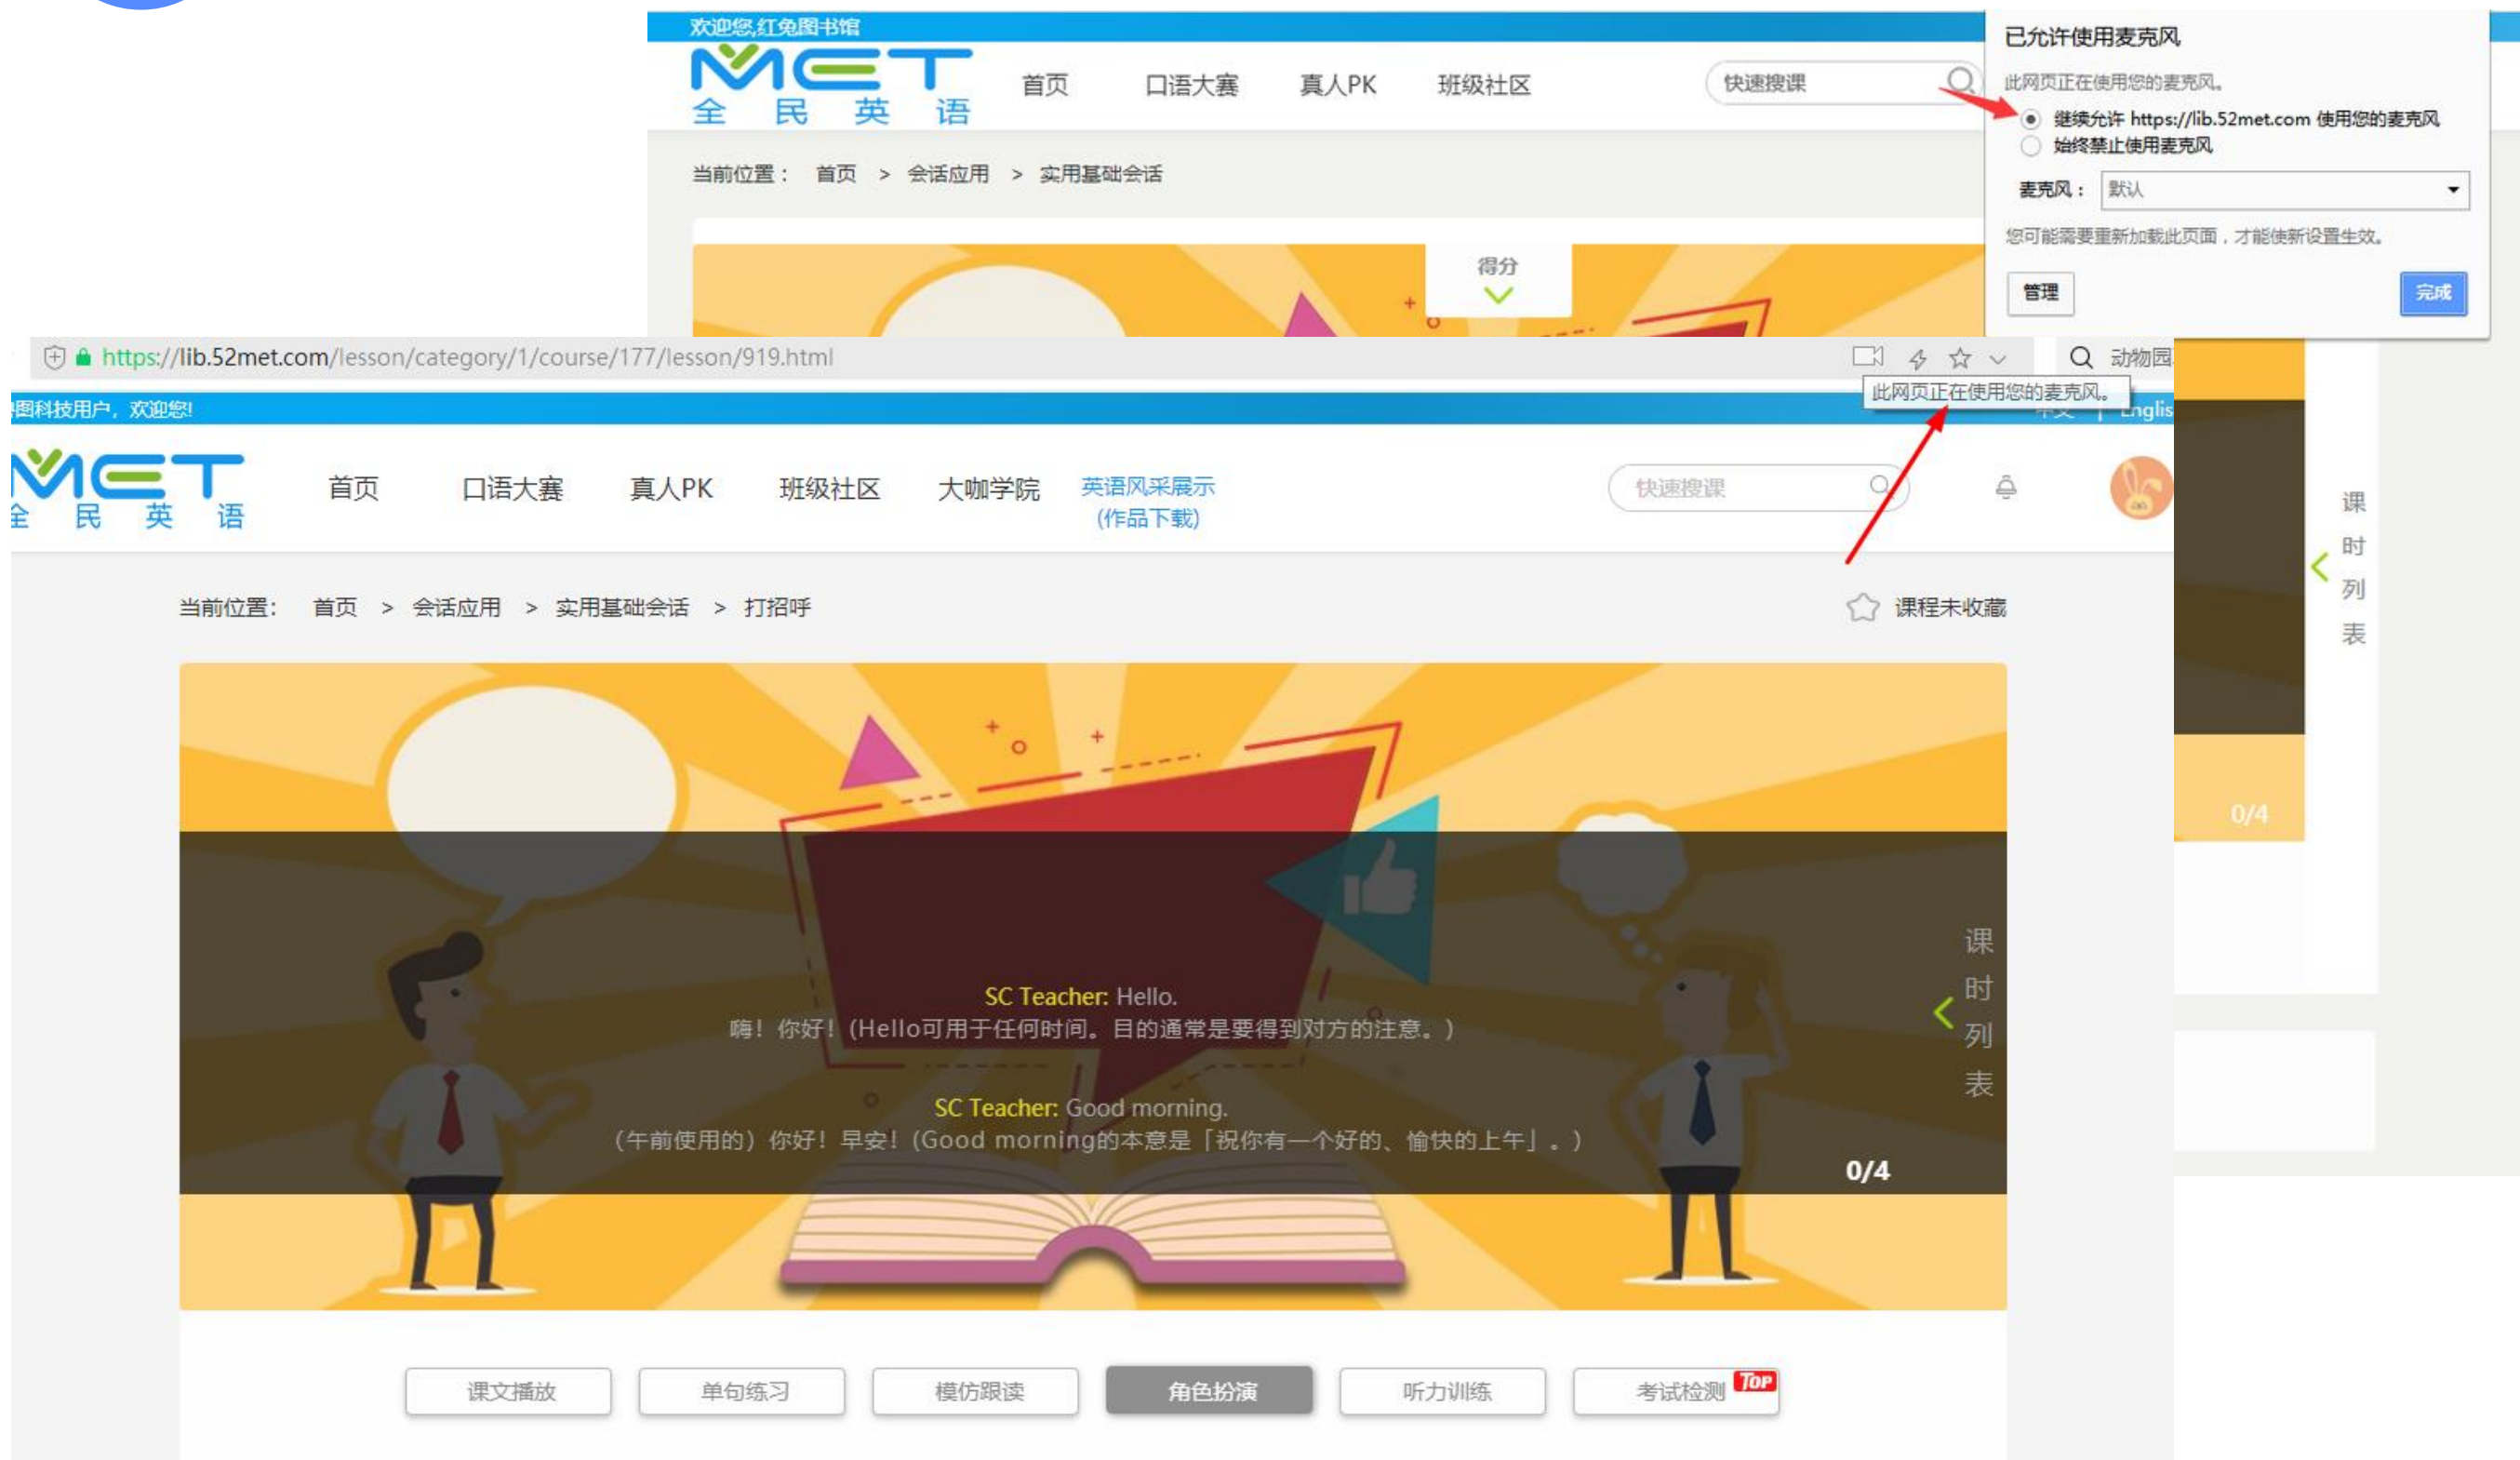 欢迎您,红兔图书馆
MET
全民英语
首页 口语大赛 真人PK 班级社区
快速搜课
当前位置： 首页 > 会话应用 > 实用基础会话
得分
已允许使用麦克风
此网页正在使用您的麦克风。
继续允许 https://lib.52met.com 使用您的麦克风
始终禁止使用麦克风
麦克风： 默认
您可能需要重新加载此页面，才能使新设置生效。
管理 完成
https://lib.52met.com/lesson/category/1/course/177/lesson/919.html
动物园
此网页正在使用您的麦克风。
图科技用户，欢迎您!
MET
全民英语
首页 口语大赛 真人PK 班级社区 大咖学院 英语风采展示
(作品下载)
快速搜课
当前位置： 首页 > 会话应用 > 实用基础会话 > 打招呼
课程未收藏
SC Teacher: Hello.
嗨！你好！(Hello可用于任何时间。目的通常是要得到对方的注意。)
SC Teacher: Good morning.
（午前使用的）你好！早安！(Good morning的本意是「祝你有一个好的、愉快的上午」。)
0/4
课时列表
课时列表
0/4
课文播放 单句练习 模仿跟读 角色扮演 听力训练 考试检测 TOP